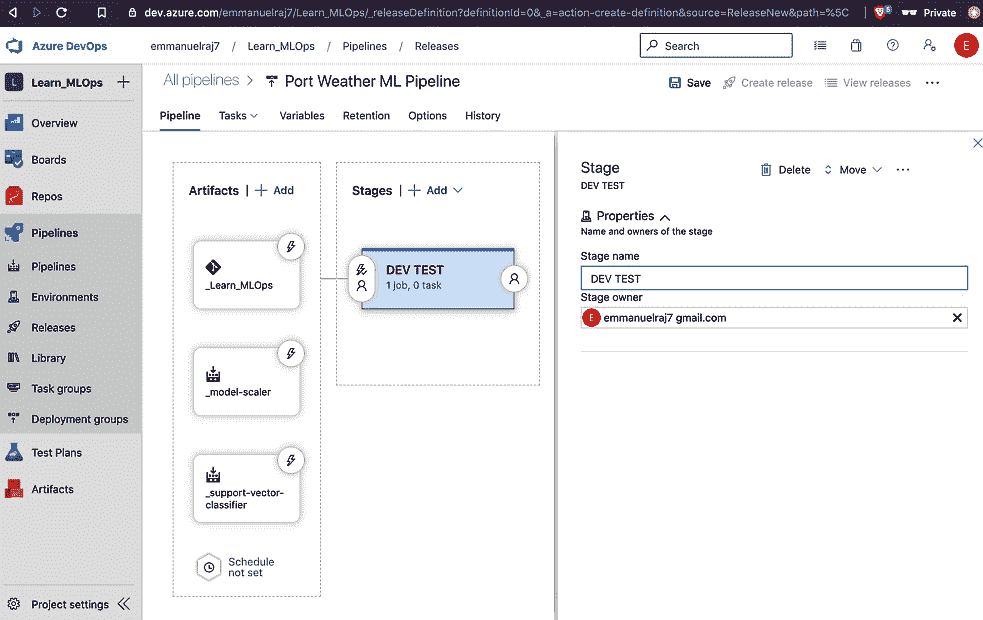 dev.azure.com/emmanuelraj7/Learn_MLOps/_releaseDefinition?definitionId=0&_a=action-create-definition&source=ReleaseNew&path=%5C
Private
Azure DevOps
emmanuelraj7 / Learn_MLOps / Pipelines / Releases
Search
E
L
Learn_MLOps
All pipelines > Port Weather ML Pipeline
Save
Create release
View releases
Pipeline
Tasks
Variables
Retention
Options
History
Overview
Boards
Repos
Pipelines
Pipelines
Environments
Releases
Library
Task groups
Deployment groups
Test Plans
Artifacts
Project settings
Artifacts | + Add
_Learn_MLOps
_model-scaler
_support-vector-
classifier
Schedule
not set
Stages | + Add
DEV TEST
1 job, 0 task
Stage
DEV TEST
Delete
Move
Properties
Name and owners of the stage
Stage name
DEV TEST
Stage owner
E
emmanuelraj7 gmail.com